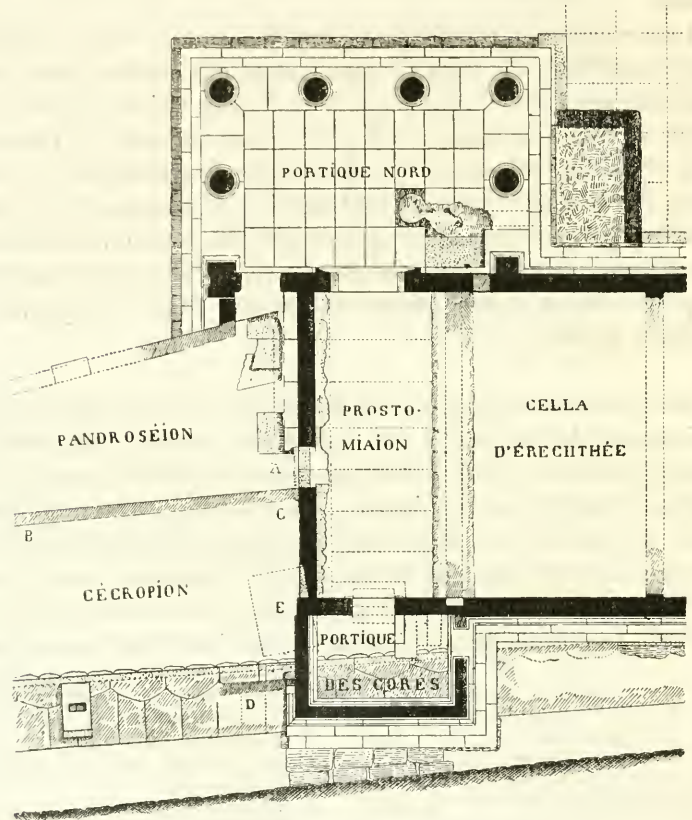 PORTIQUE NORD
PROSTO-
MIAION
CELLA
D'ÉRECHTHÉE
PANDROSÉION
A
B
C
CÉCROPION
E
PORTIQUE
DES CORÉS
D